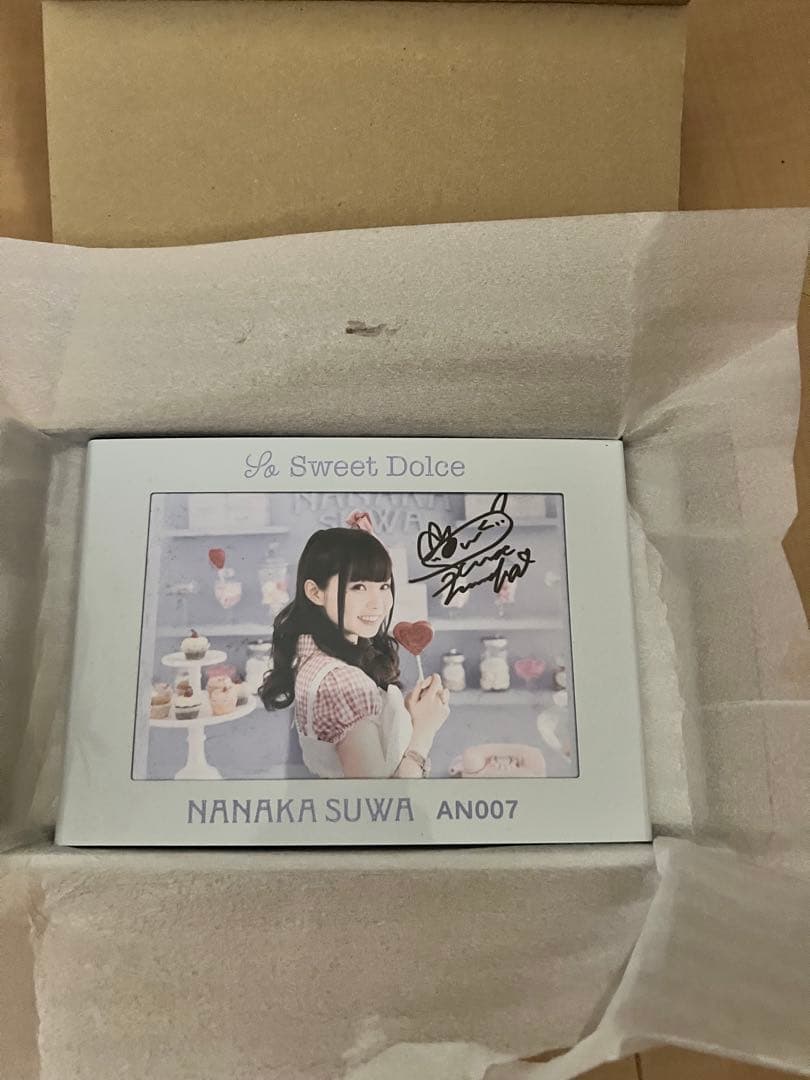 So Sweet Dolce
NANAKA
SUWA
NANAKA SUWA AN007